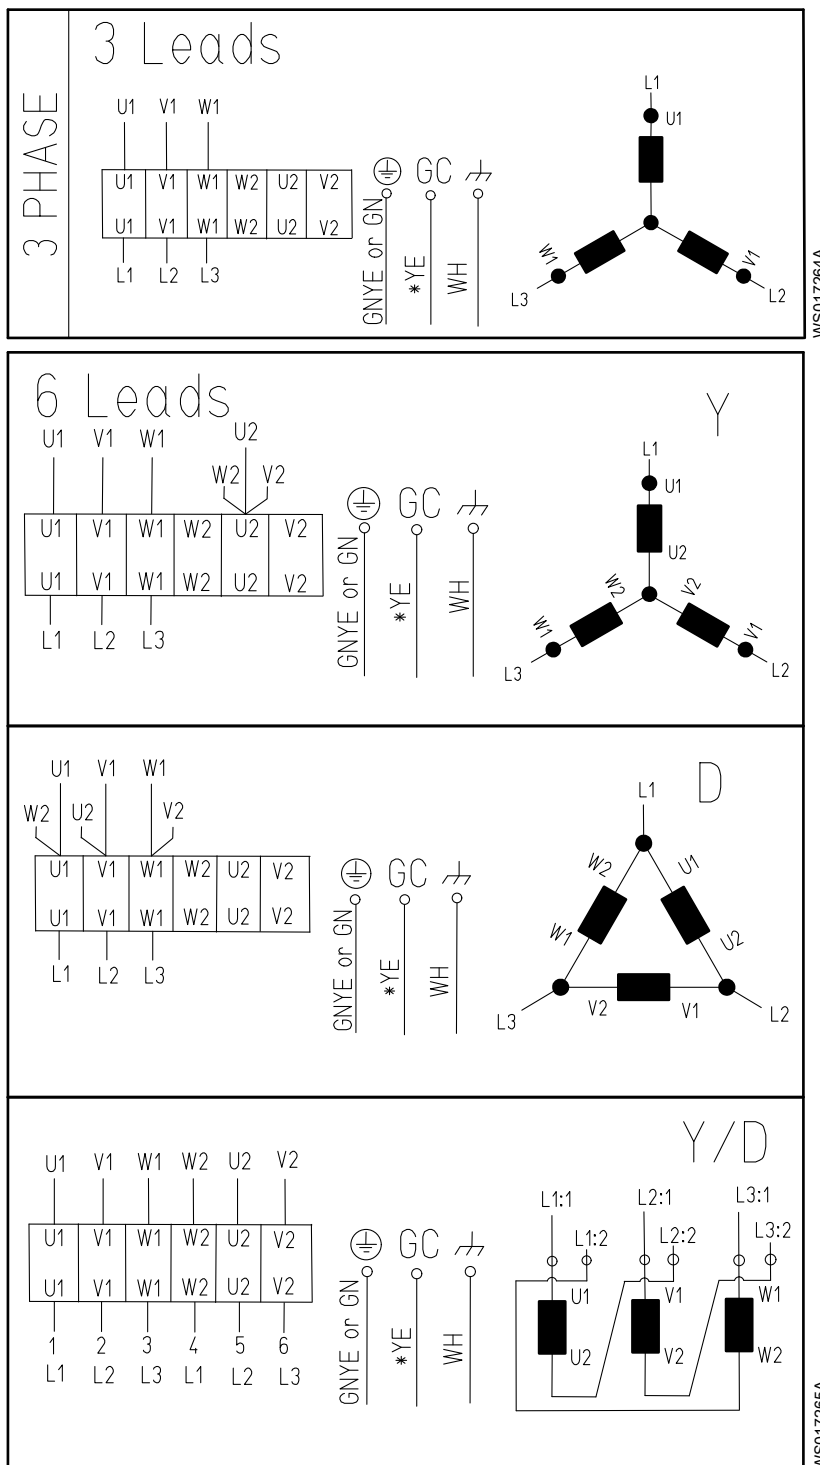 3 PHASE
3 Leads
U1 V1 W1
U1 V1 W1 W2 U2 V2
U1 V1 W1 W2 U2 V2
L1 L2 L3
GC
GNYE or GN
*YE
WH
L1
U1
W1
V1
L3
L2
WS017264A
6 Leads
Y
U1 V1 W1 U2
W2 V2
U1 V1 W1 W2 U2 V2
U1 V1 W1 W2 U2 V2
L1 L2 L3
GC
GNYE or GN
*YE
WH
L1
U1
U2
W2 V2
W1 V1
L3 L2
D
U1 V1 W1
W2 U2 V2
U1 V1 W1 W2 U2 V2
U1 V1 W1 W2 U2 V2
L1 L2 L3
GC
GNYE or GN
*YE
WH
L1
W2 U1
W1 U2
V2 V1
L3 L2
Y/D
U1 V1 W1 W2 U2 V2
U1 V1 W1 W2 U2 V2
U1 V1 W1 W2 U2 V2
1 2 3 4 5 6
L1 L2 L3 L1 L2 L3
GC
GNYE or GN
*YE
WH
L1:1 L2:1 L3:1
L1:2 L2:2 L3:2
U1 V1 W1
U2 V2 W2
WS017265A